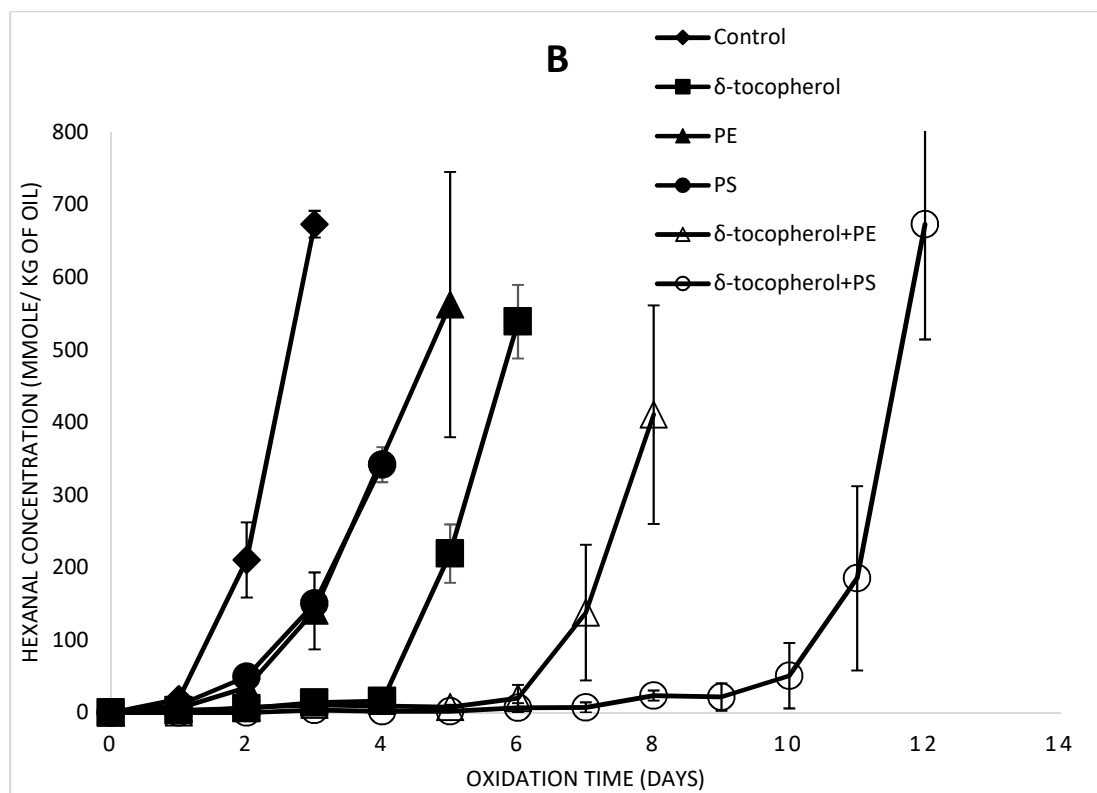 B
Control
δ-tocopherol
PE
PS
δ-tocopherol+PE
δ-tocopherol+PS
HEXANAL CONCENTRATION (MMOLE/ KG OF OIL)
800
700
600
500
400
300
200
100
0
0 2 4 6 8 10 12 14
OXIDATION TIME (DAYS)